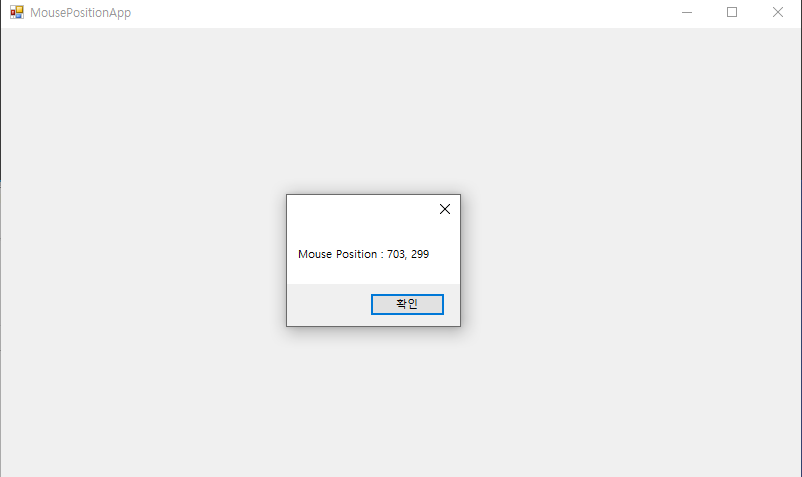 MousePositionApp
Mouse Position : 703, 299
확인